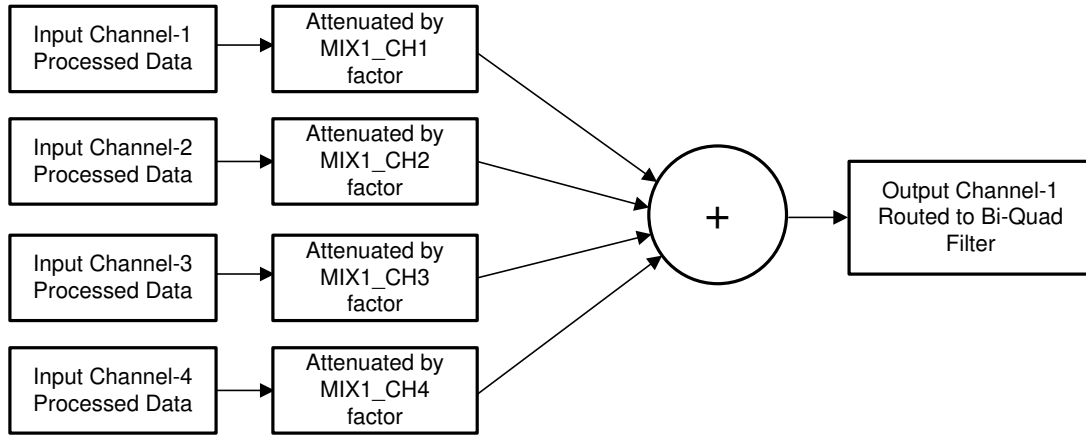 Input Channel-1
Processed Data
Attenuated by
MIX1_CH1
factor
Input Channel-2
Processed Data
Attenuated by
MIX1_CH2
factor
Input Channel-3
Processed Data
Attenuated by
MIX1_CH3
factor
Input Channel-4
Processed Data
Attenuated by
MIX1_CH4
factor
+
Output Channel-1
Routed to Bi-Quad
Filter